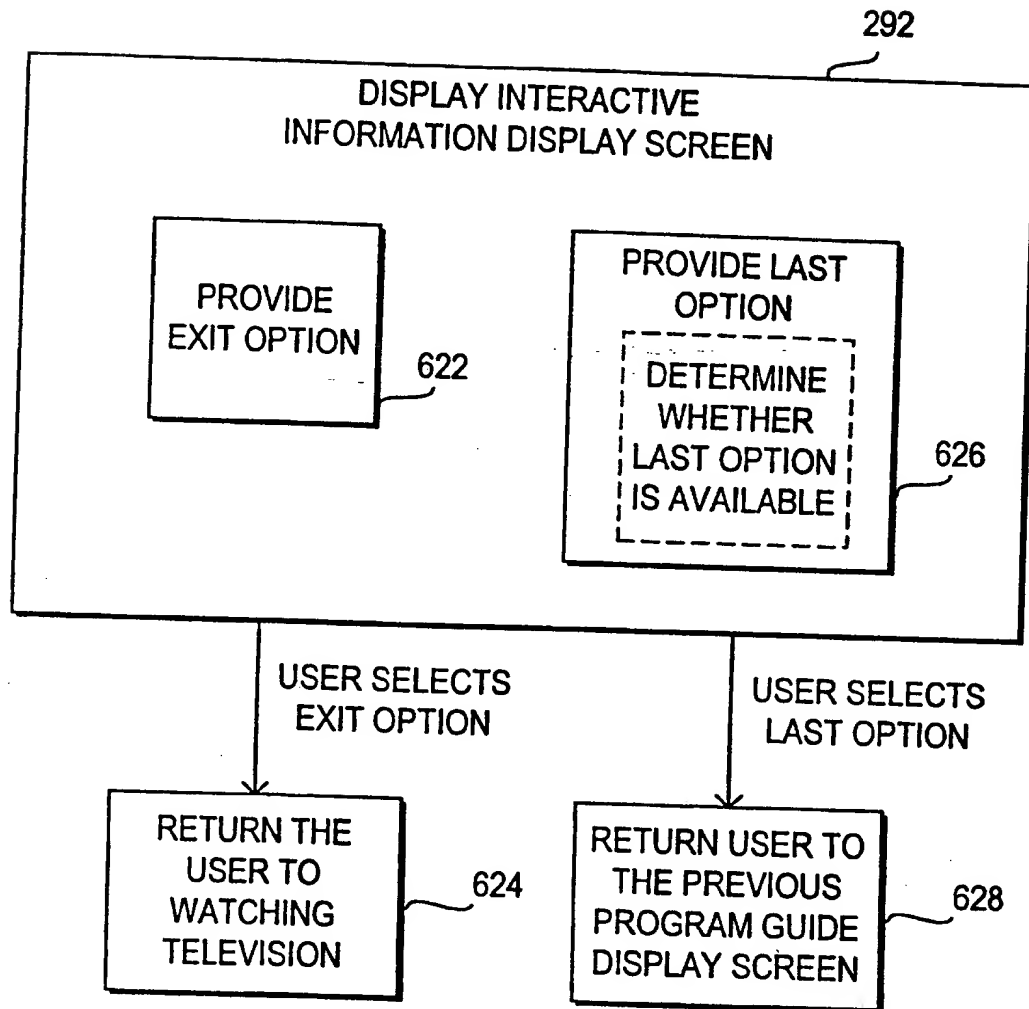 292
DISPLAY INTERACTIVE
INFORMATION DISPLAY SCREEN
PROVIDE
EXIT OPTION
622
PROVIDE LAST
OPTION
DETERMINE
WHETHER
LAST OPTION
IS AVAILABLE
626
USER SELECTS
EXIT OPTION
USER SELECTS
LAST OPTION
RETURN THE
USER TO
WATCHING
TELEVISION
624
RETURN USER TO
THE PREVIOUS
PROGRAM GUIDE
DISPLAY SCREEN
628